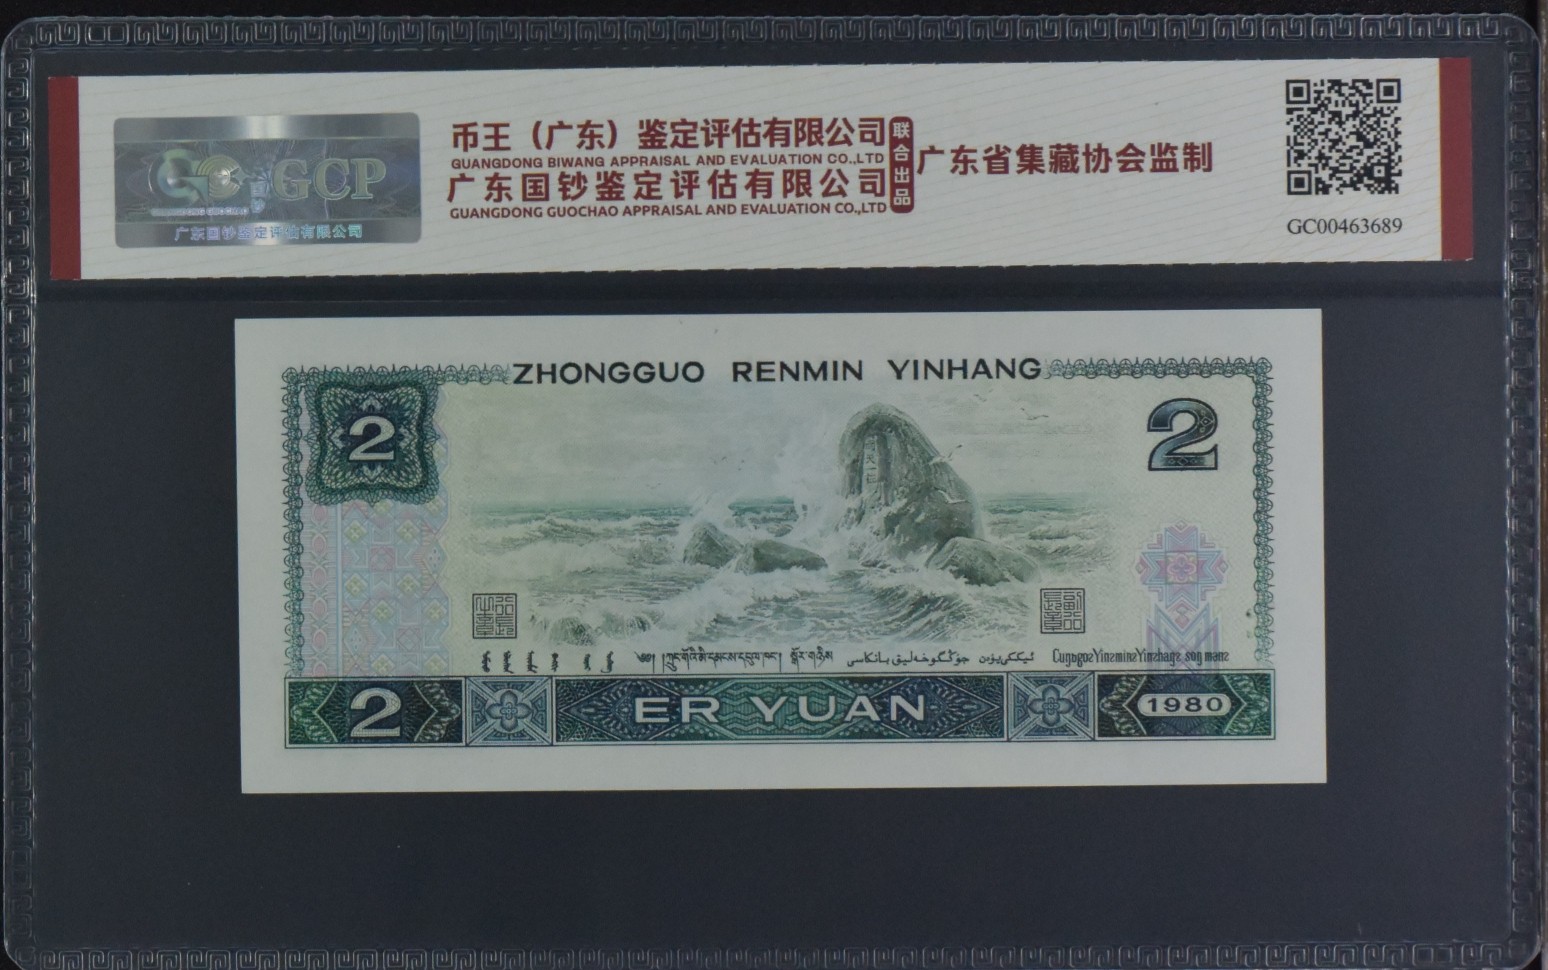 币王（广东）鉴定评估有限公司
GUANGDONG BIWANG APPRAISAL AND EVALUATION CO.,LTD
广东国钞鉴定评估有限公司
GUANGDONG GUOCHAO APPRAISAL AND EVALUATION CO.,LTD
联合出品
广东省集藏协会监制
GC00463689
GCP
广东国钞鉴定评估有限公司
ZHONGGUO RENMIN YINHANG
2
2
2
ER YUAN
1980